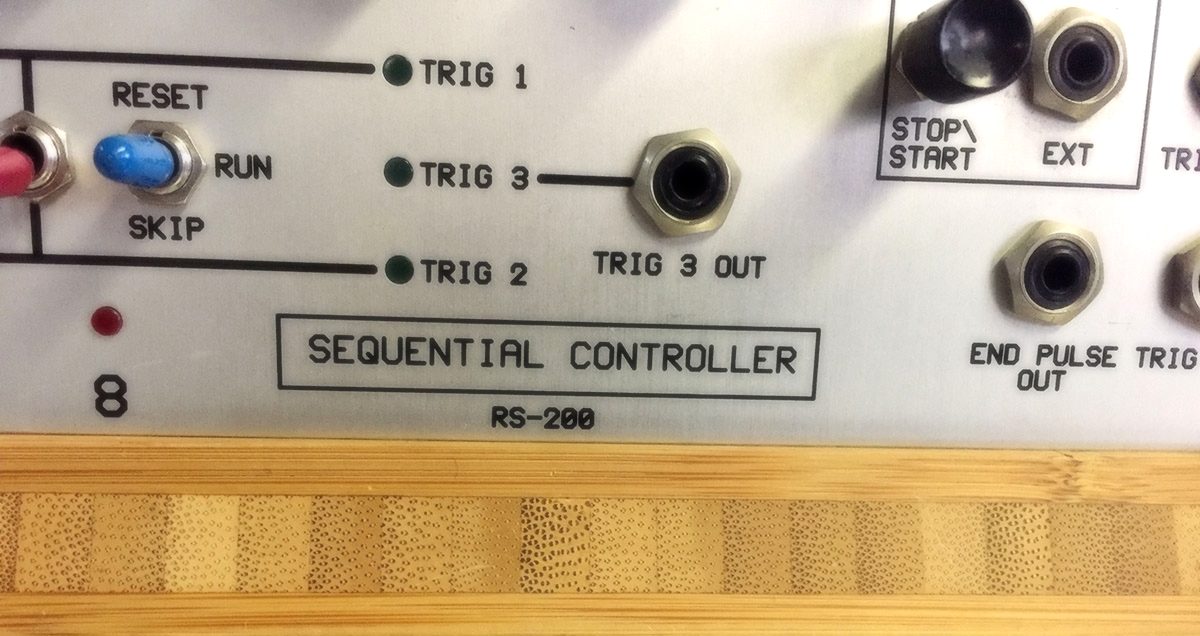 TRIG 1
RESET
RUN
SKIP
TRIG 3
TRIG 2
TRIG 3 OUT
STOP\
START
EXT
END PULSE
OUT
TRIG
8
SEQUENTIAL CONTROLLER
RS-200